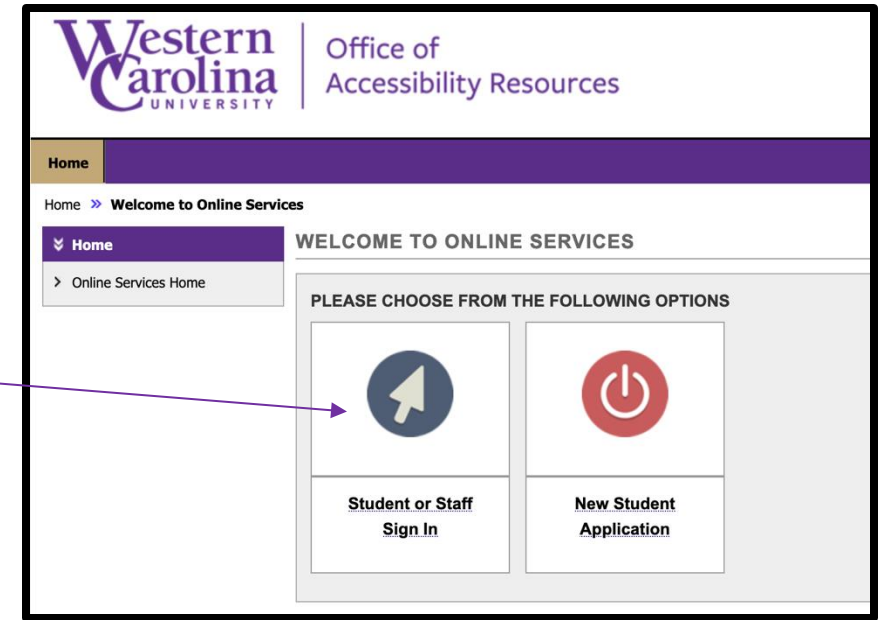 Western
Carolina
UNIVERSITY
Office of
Accessibility Resources
Home
Home » Welcome to Online Services
Home
Online Services Home
WELCOME TO ONLINE SERVICES
PLEASE CHOOSE FROM THE FOLLOWING OPTIONS
Student or Staff
Sign In
New Student
Application